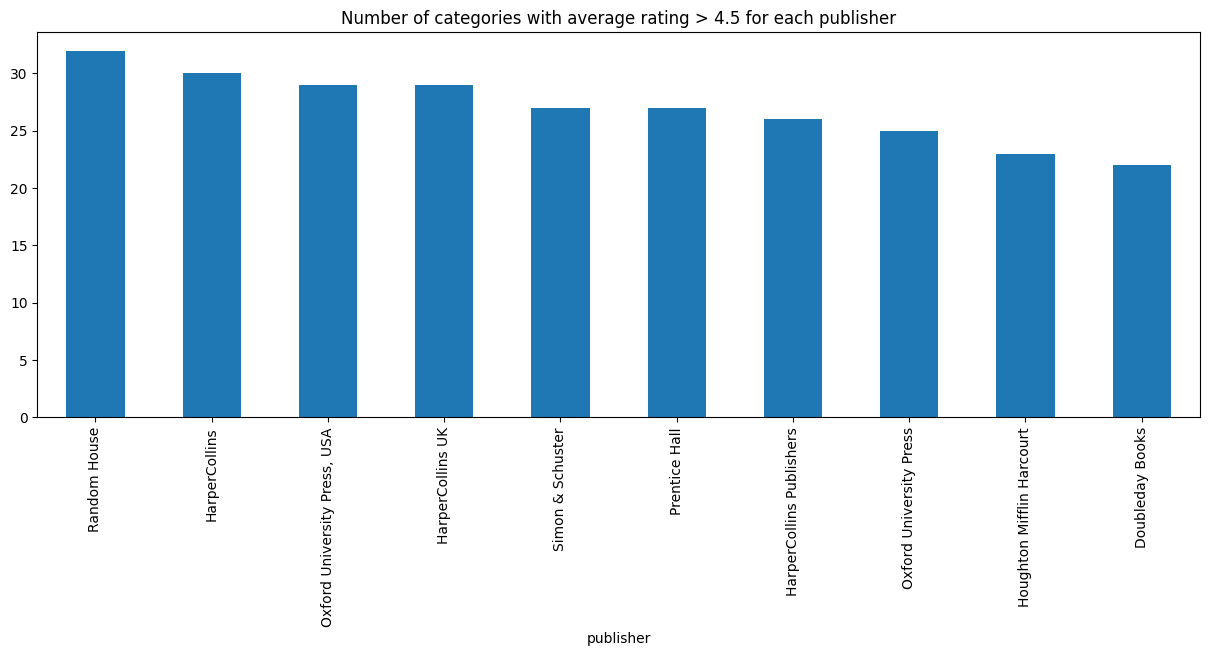 Number of categories with average rating > 4.5 for each publisher
30
25
20
15
10
5
0
Random House
HarperCollins
Oxford University Press, USA
HarperCollins UK
Simon & Schuster
Prentice Hall
HarperCollins Publishers
Oxford University Press
Houghton Mifflin Harcourt
Doubleday Books
publisher